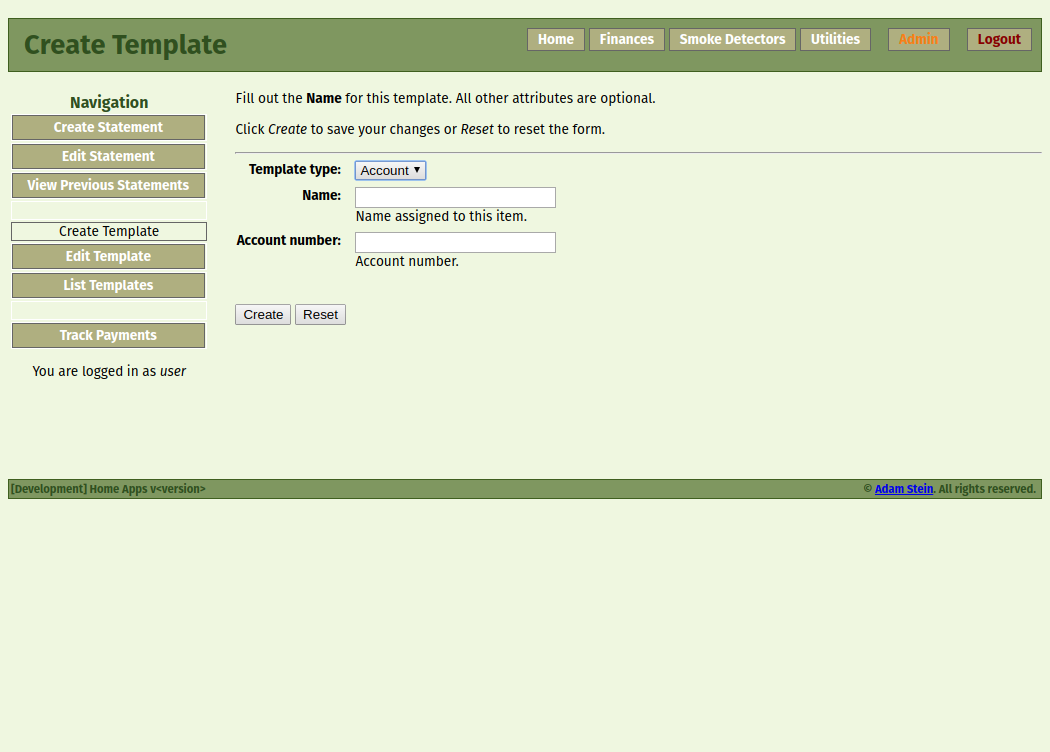 Create Template
Home Finances Smoke Detectors Utilities Admin Logout
Navigation
Create Statement
Edit Statement
View Previous Statements
Create Template
Edit Template
List Templates
Track Payments
You are logged in as user
Fill out the Name for this template. All other attributes are optional.
Click Create to save your changes or Reset to reset the form.
Template type: Account
Name:
Name assigned to this item.
Account number:
Account number.
Create Reset
[Development] Home Apps v<version>
© Adam Stein. All rights reserved.